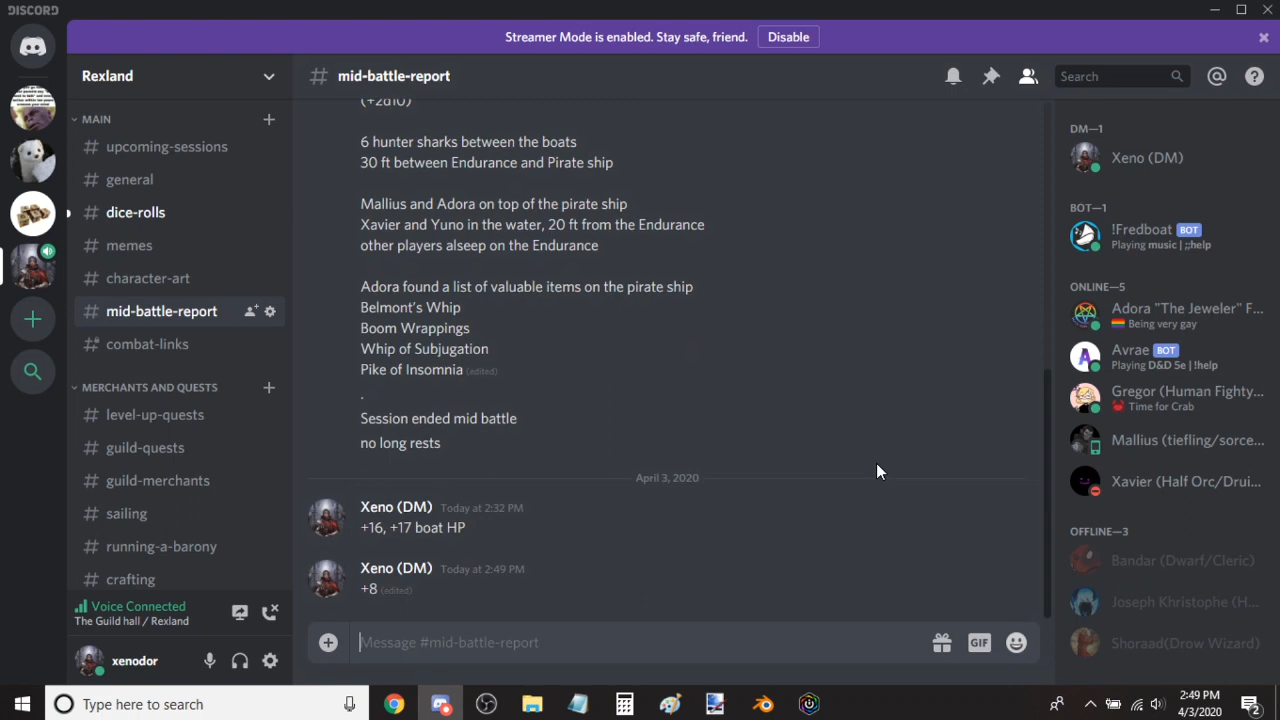 DISCORD
Streamer Mode is enabled. Stay safe, friend.
Disable
Rexland
# mid-battle-report
Search
MAIN
# upcoming-sessions
# general
# dice-rolls
# memes
# character-art
# mid-battle-report
# combat-links
MERCHANTS AND QUESTS
# level-up-quests
# guild-quests
# guild-merchants
# sailing
# running-a-barony
# crafting
Voice Connected
The Guild hall / Rexland
xenodor
(+2d10)
6 hunter sharks between the boats
30 ft between Endurance and Pirate ship
Mallius and Adora on top of the pirate ship
Xavier and Yuno in the water, 20 ft from the Endurance
other players alseep on the Endurance
Adora found a list of valuable items on the pirate ship
Belmont's Whip
Boom Wrappings
Whip of Subjugation
Pike of Insomnia (edited)
.
Session ended mid battle
no long rests
April 3, 2020
Xeno (DM) Today at 2:32 PM
+16, +17 boat HP
Xeno (DM) Today at 2:49 PM
+8 (edited)
Message #mid-battle-report
GIF
DM—1
Xeno (DM)
BOT—1
!Fredboat BOT
Playing music | ;;help
ONLINE—5
Adora "The Jeweler" F...
Being very gay
Avrae BOT
Playing D&D 5e | !help
Gregor (Human Fighty...
Time for Crab
Mallius (tiefling/sorce...
Xavier (Half Orc/Drui...
OFFLINE—3
Bandar (Dwarf/Cleric)
Joseph Khristophe (H...
Shoraad(Drow Wizard)
Type here to search
2:49 PM
4/3/2020
2